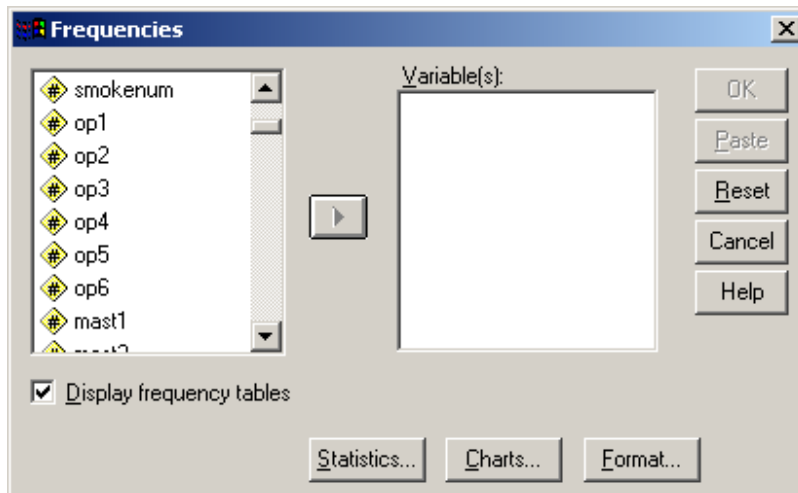 Frequencies
smokenum
op1
op2
op3
op4
op5
op6
mast1
Variable(s):
OK
Paste
Reset
Cancel
Help
Display frequency tables
Statistics...
Charts...
Format...